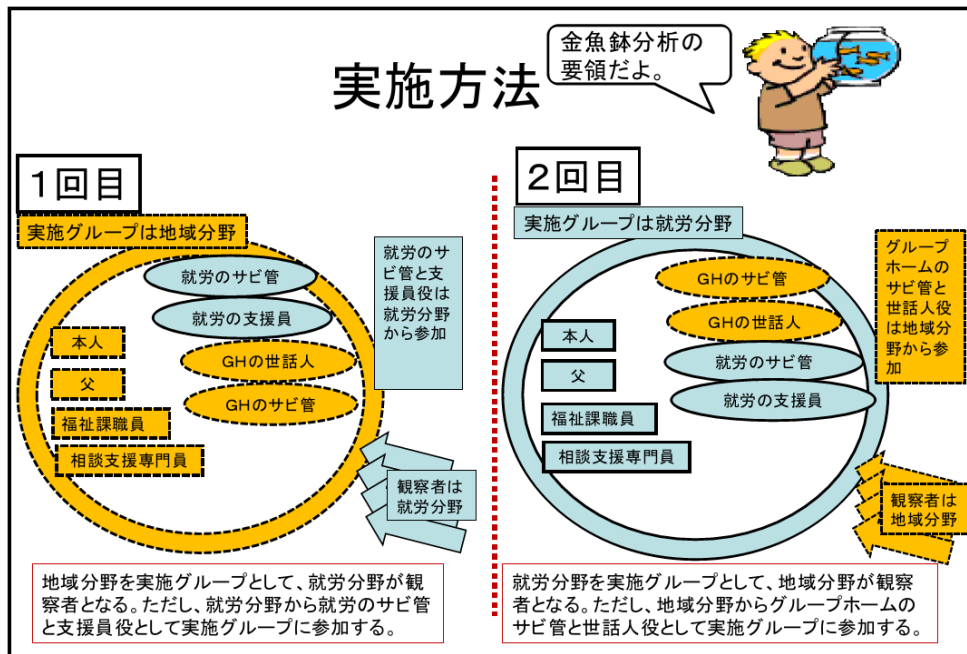 実施方法
金魚鉢分析の
要領だよ。
1回目
実施グループは地域分野
就労のサビ管
就労の支援員
GHの世話人
GHのサビ管
本人
父
福祉課職員
相談支援専門員
就労のサ
ビ管と支
援員役は
就労分野
から参加
観察者は
就労分野
地域分野を実施グループとして、就労分野が観
察者となる。ただし、就労分野から就労のサビ管
と支援員役として実施グループに参加する。
2回目
実施グループは就労分野
GHのサビ管
GHの世話人
就労のサビ管
就労の支援員
本人
父
福祉課職員
相談支援専門員
グループ
ホームの
サビ管と
世話人役
は地域分
野から参
加
観察者は
地域分野
就労分野を実施グループとして、地域分野が観察
者となる。ただし、地域分野からグループホームの
サビ管と世話人役として実施グループに参加する。